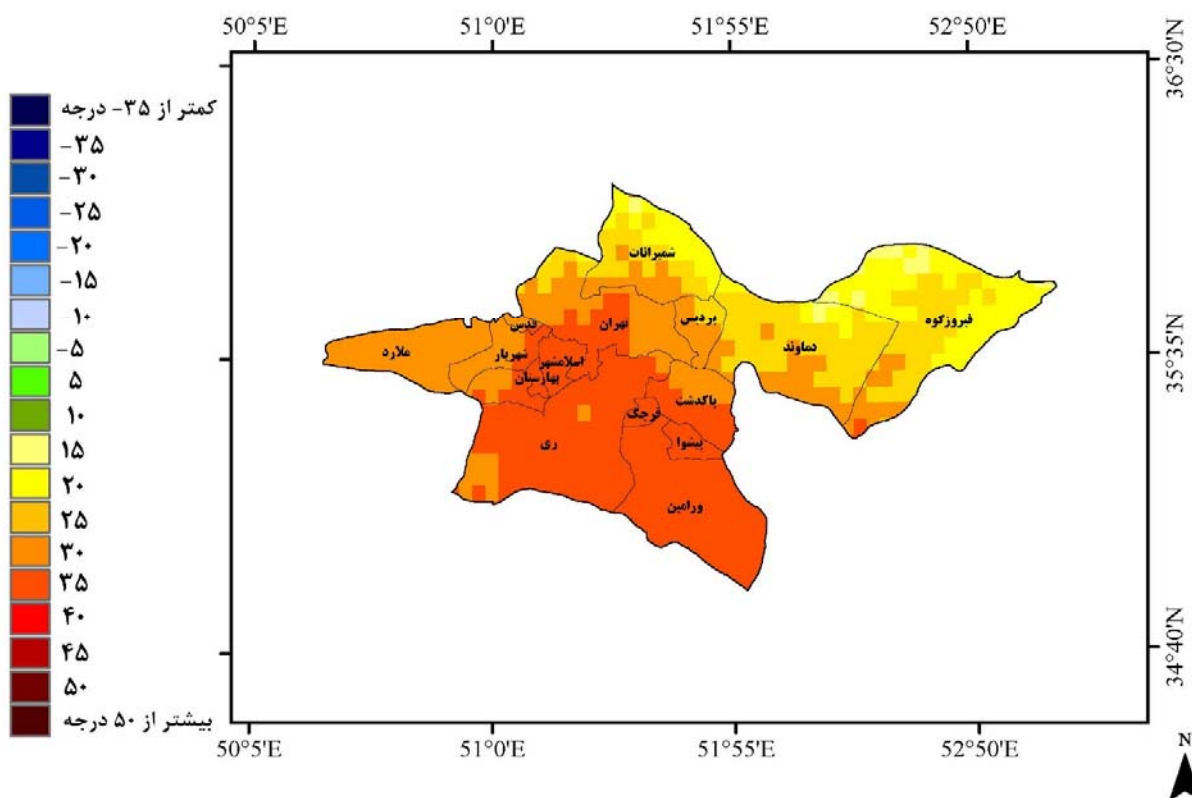 50°5'E
51°0'E
51°55'E
52°50'E
36°30'N
35°35'N
34°40'N
کمتر از ۳۵- درجه
-۳۵
-۳۰
-۲۵
-۲۰
-۱۵
-۱۰
-۵
۵
۱۰
۱۵
۲۰
۲۵
۳۰
۳۵
۴۰
۴۵
۵۰
بیشتر از ۵۰ درجه
شمیرانات
فیروزکوه
پردیس
تهران
قدس
دماوند
ملارد
شهریار
اسلامشهر
بهارستان
پاکدشت
قرچگ
پیشوا
ری
ورامین
50°5'E
51°0'E
51°55'E
52°50'E
N